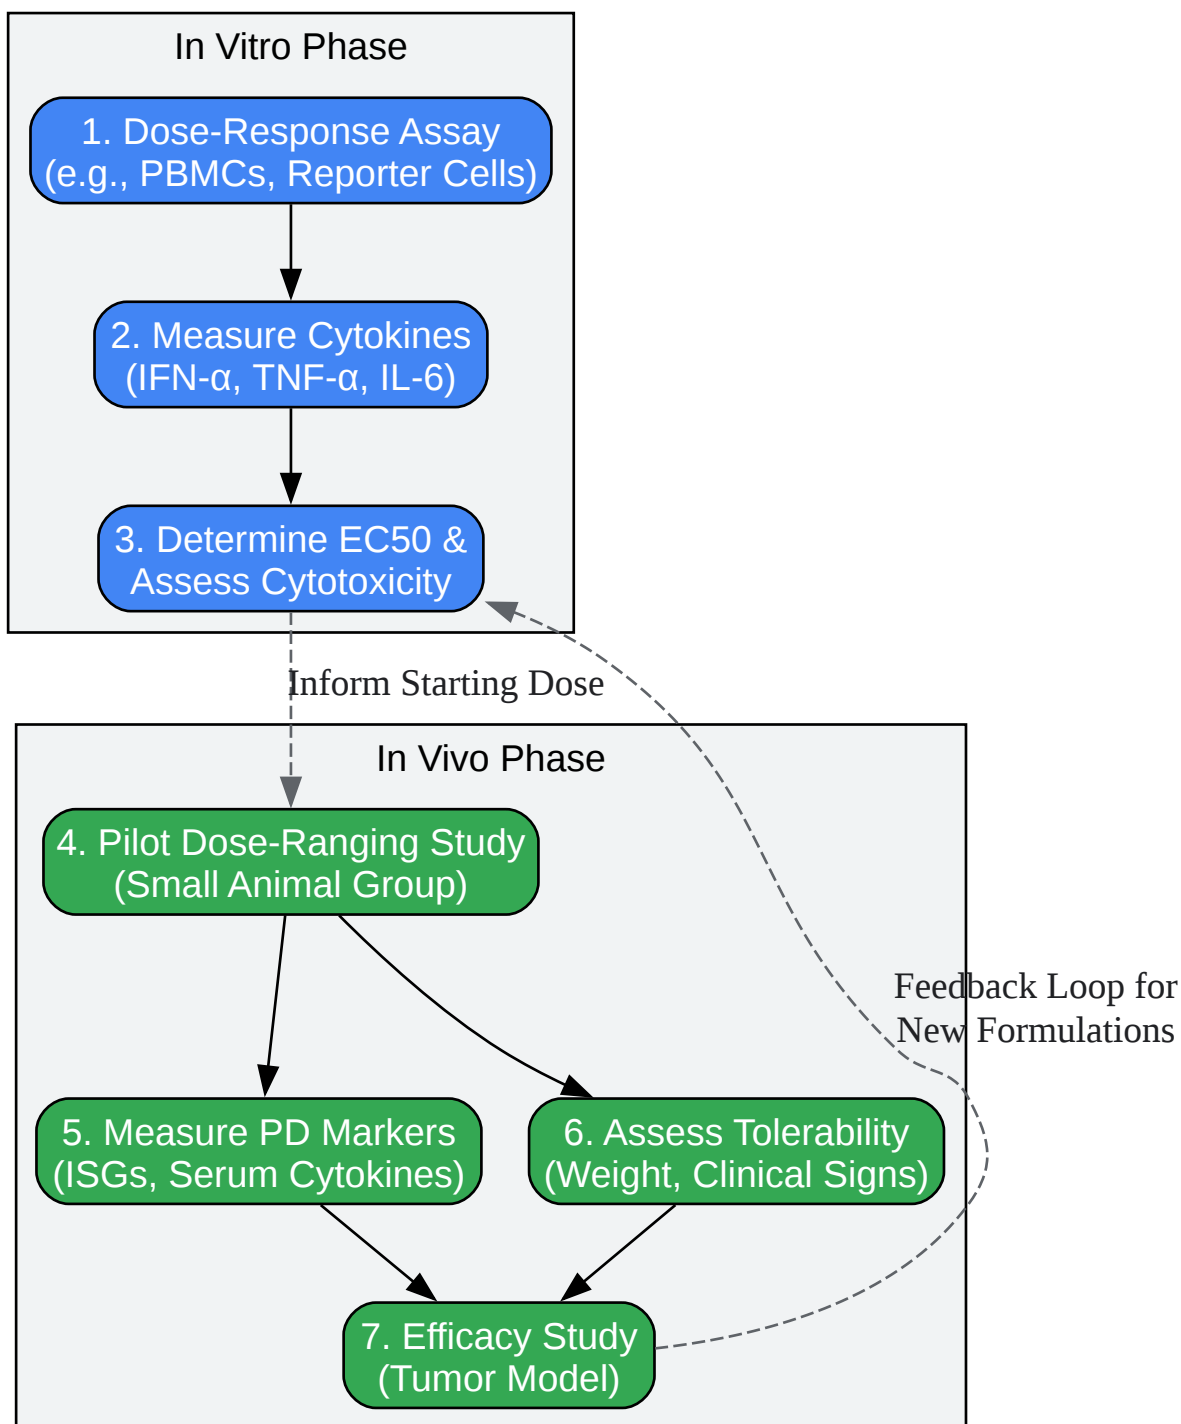 In Vitro Phase
1. Dose-Response Assay
(e.g., PBMCs, Reporter Cells)
2. Measure Cytokines
(IFN-α, TNF-α, IL-6)
3. Determine EC50 &
Assess Cytotoxicity
Inform Starting Dose
In Vivo Phase
4. Pilot Dose-Ranging Study
(Small Animal Group)
Feedback Loop for
New Formulations
5. Measure PD Markers
(ISGs, Serum Cytokines)
6. Assess Tolerability
(Weight, Clinical Signs)
7. Efficacy Study
(Tumor Model)